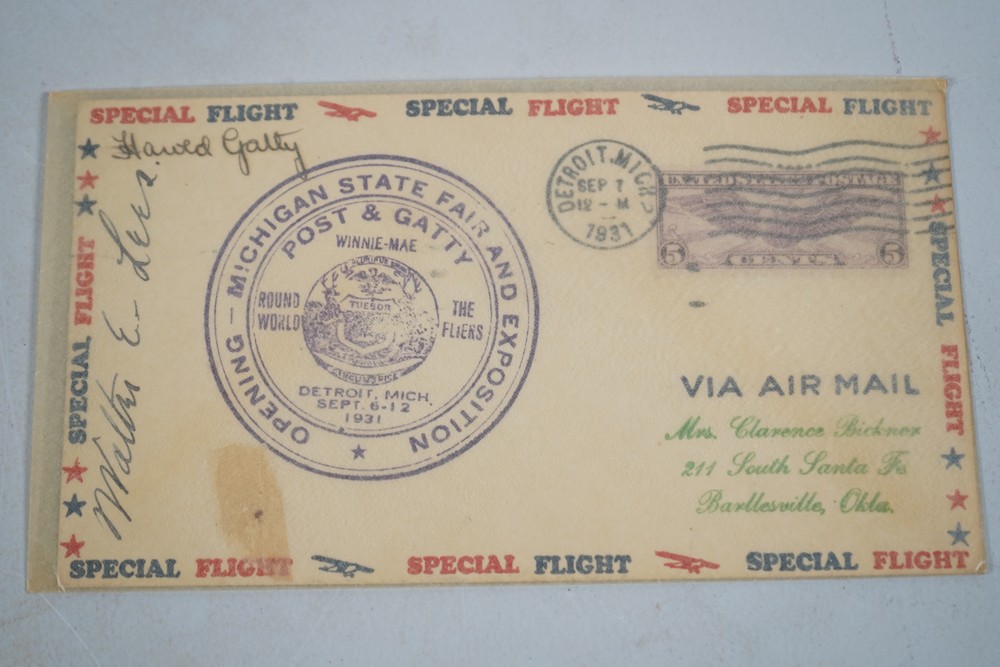 SPECIAL FLIGHT SPECIAL FLIGHT SPECIAL FLIGHT
Harold Gatty
Walter E. Lees
SPECIAL FLIGHT
OPENING - MICHIGAN STATE FAIR AND EXPOSITION
POST & GATTY
WINNIE-MAE
ROUND WORLD
THE FLIERS
TUEBOR
DETROIT, MICH.
SEPT. 6-12
1931
DETROIT, MICH. 2
SEP 7
12 - M
1931
UNITED STATES POSTAGE
5 CENTS 5
SPECIAL FLIGHT
VIA AIR MAIL
Mrs. Clarence Bickner
211 South Santa Fe
Bartlesville, Okla.
SPECIAL FLIGHT SPECIAL FLIGHT SPECIAL FLIGHT